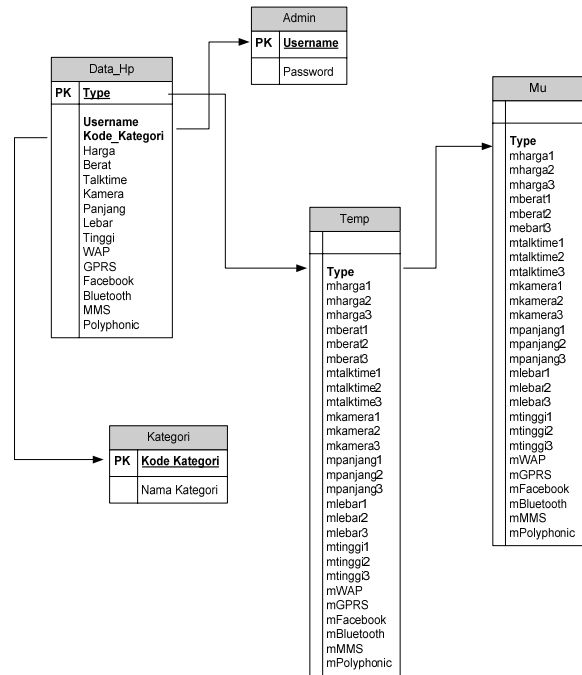 Admin
PK Username
Password
Data_Hp
PK Type
Username
Kode_Kategori
Harga
Berat
Talktime
Kamera
Panjang
Lebar
Tinggi
WAP
GPRS
Facebook
Bluetooth
MMS
Polyphonic
Mu
Type
mharga1
mharga2
mharga3
mberat1
mberat2
mebart3
mtalktime1
mtalktime2
mtalktime3
mkamera1
mkamera2
mkamera3
mpanjang1
mpanjang2
mpanjang3
mlebar1
mlebar2
mlebar3
mtinggi1
mtinggi2
mtinggi3
mWAP
mGPRS
mFacebook
mBluetooth
mMMS
mPolyphonic
Temp
Type
mharga1
mharga2
mharga3
mberat1
mberat2
mberat3
mtalktime1
mtalktime2
mtalktime3
mkamera1
mkamera2
mkamera3
mpanjang1
mpanjang2
mpanjang3
mlebar1
mlebar2
mlebar3
mtinggi1
mtinggi2
mtinggi3
mWAP
mGPRS
mFacebook
mBluetooth
mMMS
mPolyphonic
Kategori
PK Kode Kategori
Nama Kategori